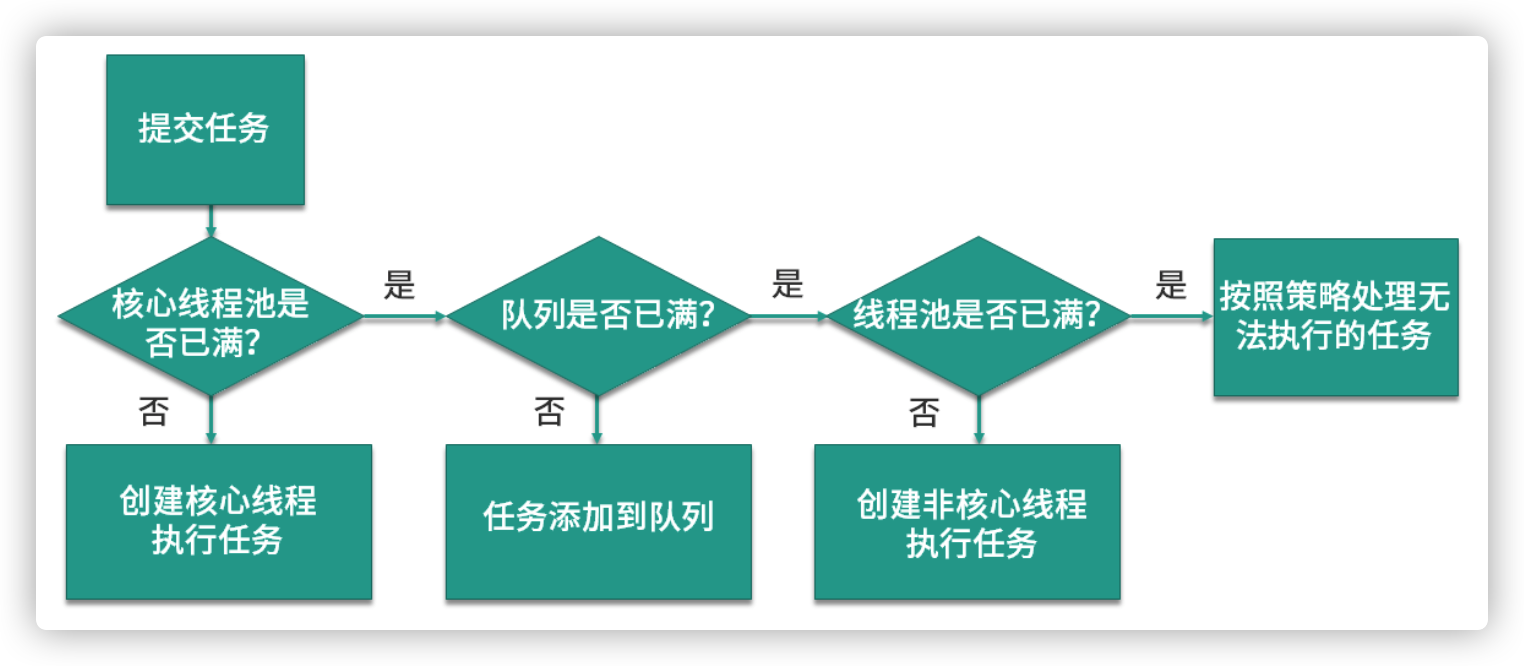 提交任务
核心线程池是
否已满？
是
队列是否已满？
是
线程池是否已满？
是
按照策略处理无
法执行的任务
否
创建核心线程
执行任务
否
任务添加到队列
否
创建非核心线程
执行任务